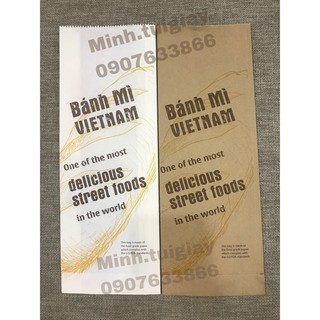 Minh.tuigiay
0907633866
Bánh Mì
VIETNAM
One of the most
delicious
street foods
in the world
Bánh Mì
VIETNAM
One of the most
delicious
street foods
in the world
Minh.tuigiay
0907633866